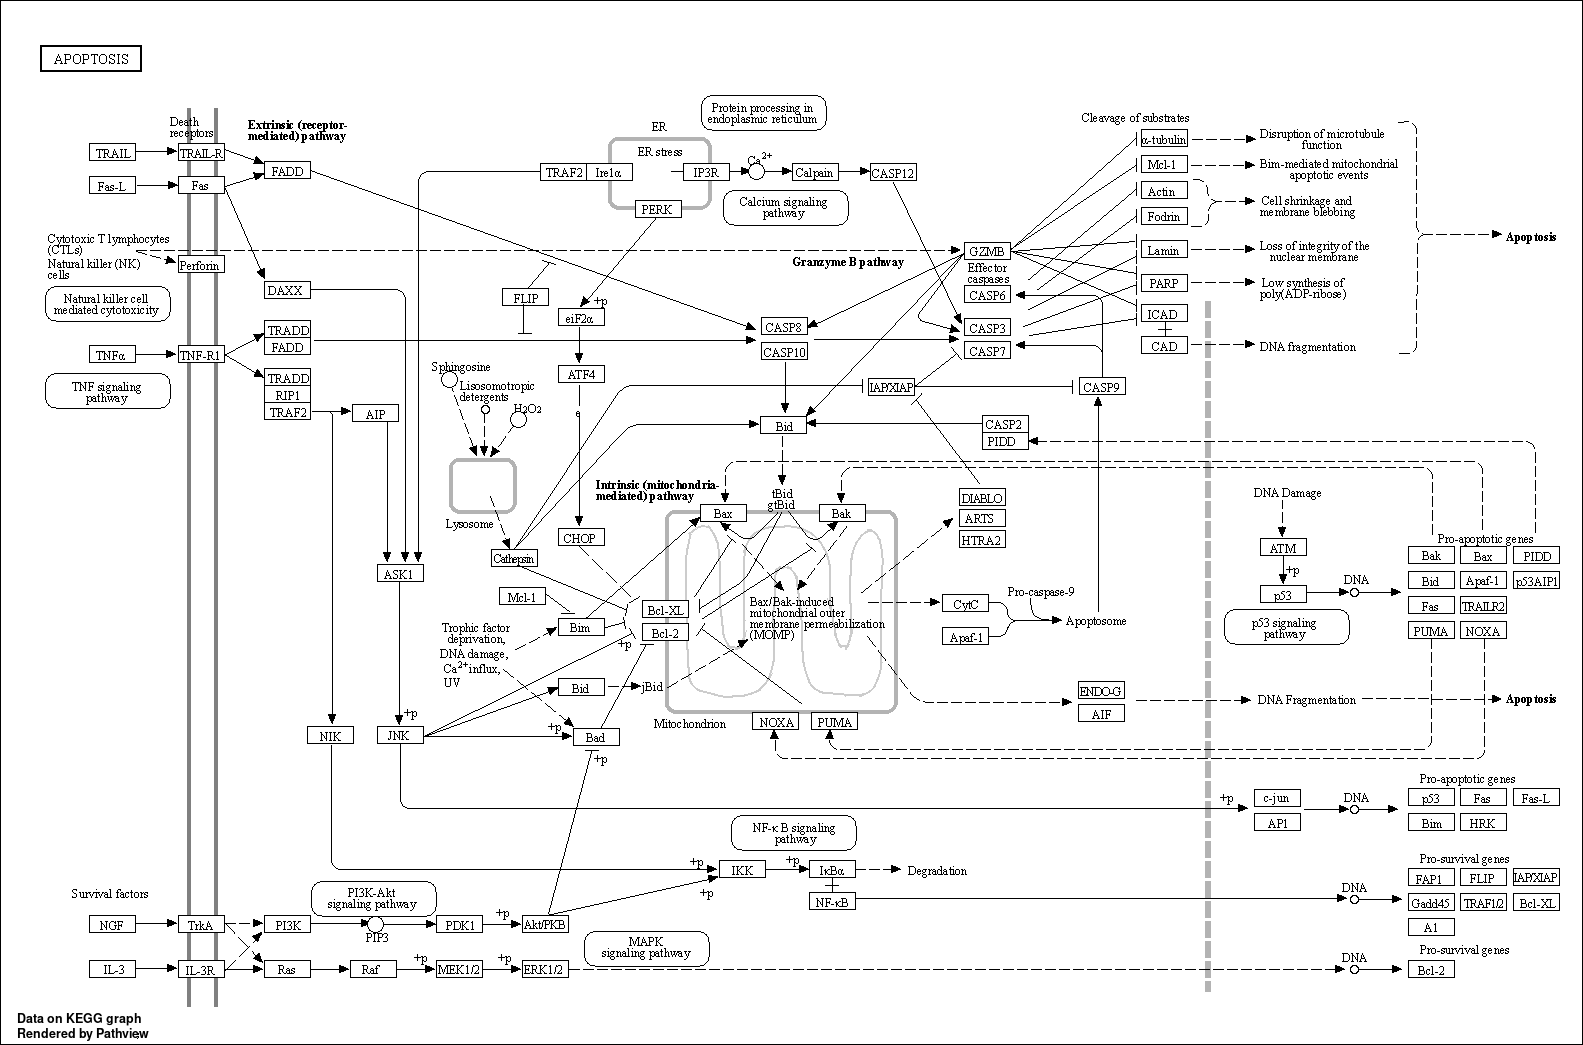 APOPTOSIS
Protein processing in
endoplasmic reticulum
Death
receptors
Extrinsic (receptor-
mediated) pathway
ER
Cleavage of substrates
TRAIL
TRAIL-R
FADD
Fas-L
Fas
ER stress
TRAF2
Ire1α
IP3R
Ca2+
Calpain
CASP12
PERK
Calcium signaling
pathway
α-tubulin
Disruption of microtubule
function
Mcl-1
Bim-mediated mitochondrial
apoptotic events
Actin
Fodrin
Cell shrinkage and
membrane blebbing
Apoptosis
Cytotoxic T lymphocytes
(CTLs)
Natural killer (NK)
cells
Perforin
Natural killer cell
mediated cytotoxicity
DAXX
Granzyme B pathway
GZMB
Effector
caspases
CASP6
CASP3
CASP7
Lamin
Loss of integrity of the
nuclear membrane
PARP
Low synthesis of
poly(ADP-ribose)
ICAD
CAD
DNA fragmentation
FLIP
+p
eiF2α
CASP8
CASP10
TRADD
FADD
TNFα
TNF-R1
TNF signaling
pathway
TRADD
RIP1
TRAF2
AIP
Sphingosine
Lisosomotropic
detergents
H2O2
ATF4
e
IAP/XIAP
CASP9
Bid
CASP2
PIDD
Lysosome
Intrinsic (mitochondria-
mediated) pathway
tBid
gtBid
Bax
Bak
DIABLO
ARTS
HTRA2
DNA Damage
ATM
+p
p53
DNA
p53 signaling
pathway
Pro-apoptotic genes
Bak
Bax
PIDD
Bid
Apaf-1
p53AIP1
Fas
TRAILR2
PUMA
NOXA
CHOP
Cathepsin
ASK1
Mcl-1
Bcl-XL
Bcl-2
Bim
+p
Bax/Bak-induced
mitochondrial outer
membrane permeabilization
(MOMP)
CytC
Apaf-1
Pro-caspase-9
Apoptosome
Trophic factor
deprivation,
DNA damage,
Ca2+ influx,
UV
Bid
jBid
ENDO-G
AIF
DNA Fragmentation
Apoptosis
Mitochondrion
NOXA
PUMA
NIK
+p
JNK
+p
Bad
+p
+p
c-jun
AP1
DNA
Pro-apoptotic genes
p53
Fas
Fas-L
Bim
HRK
NF-κB signaling
pathway
+p
IKK
+p
IκBα
Degradation
+p
NF-κB
DNA
Pro-survival genes
FAP1
FLIP
IAP/XIAP
Gadd45
TRAF1/2
Bcl-XL
A1
Survival factors
PI3K-Akt
signaling pathway
NGF
TrkA
PI3K
PIP3
PDK1
+p
Akt/PKB
MAPK
signaling pathway
IL-3
IL-3R
Ras
Raf
+p
MEK1/2
+p
ERK1/2
DNA
Pro-survival genes
Bcl-2
Data on KEGG graph
Rendered by Pathview